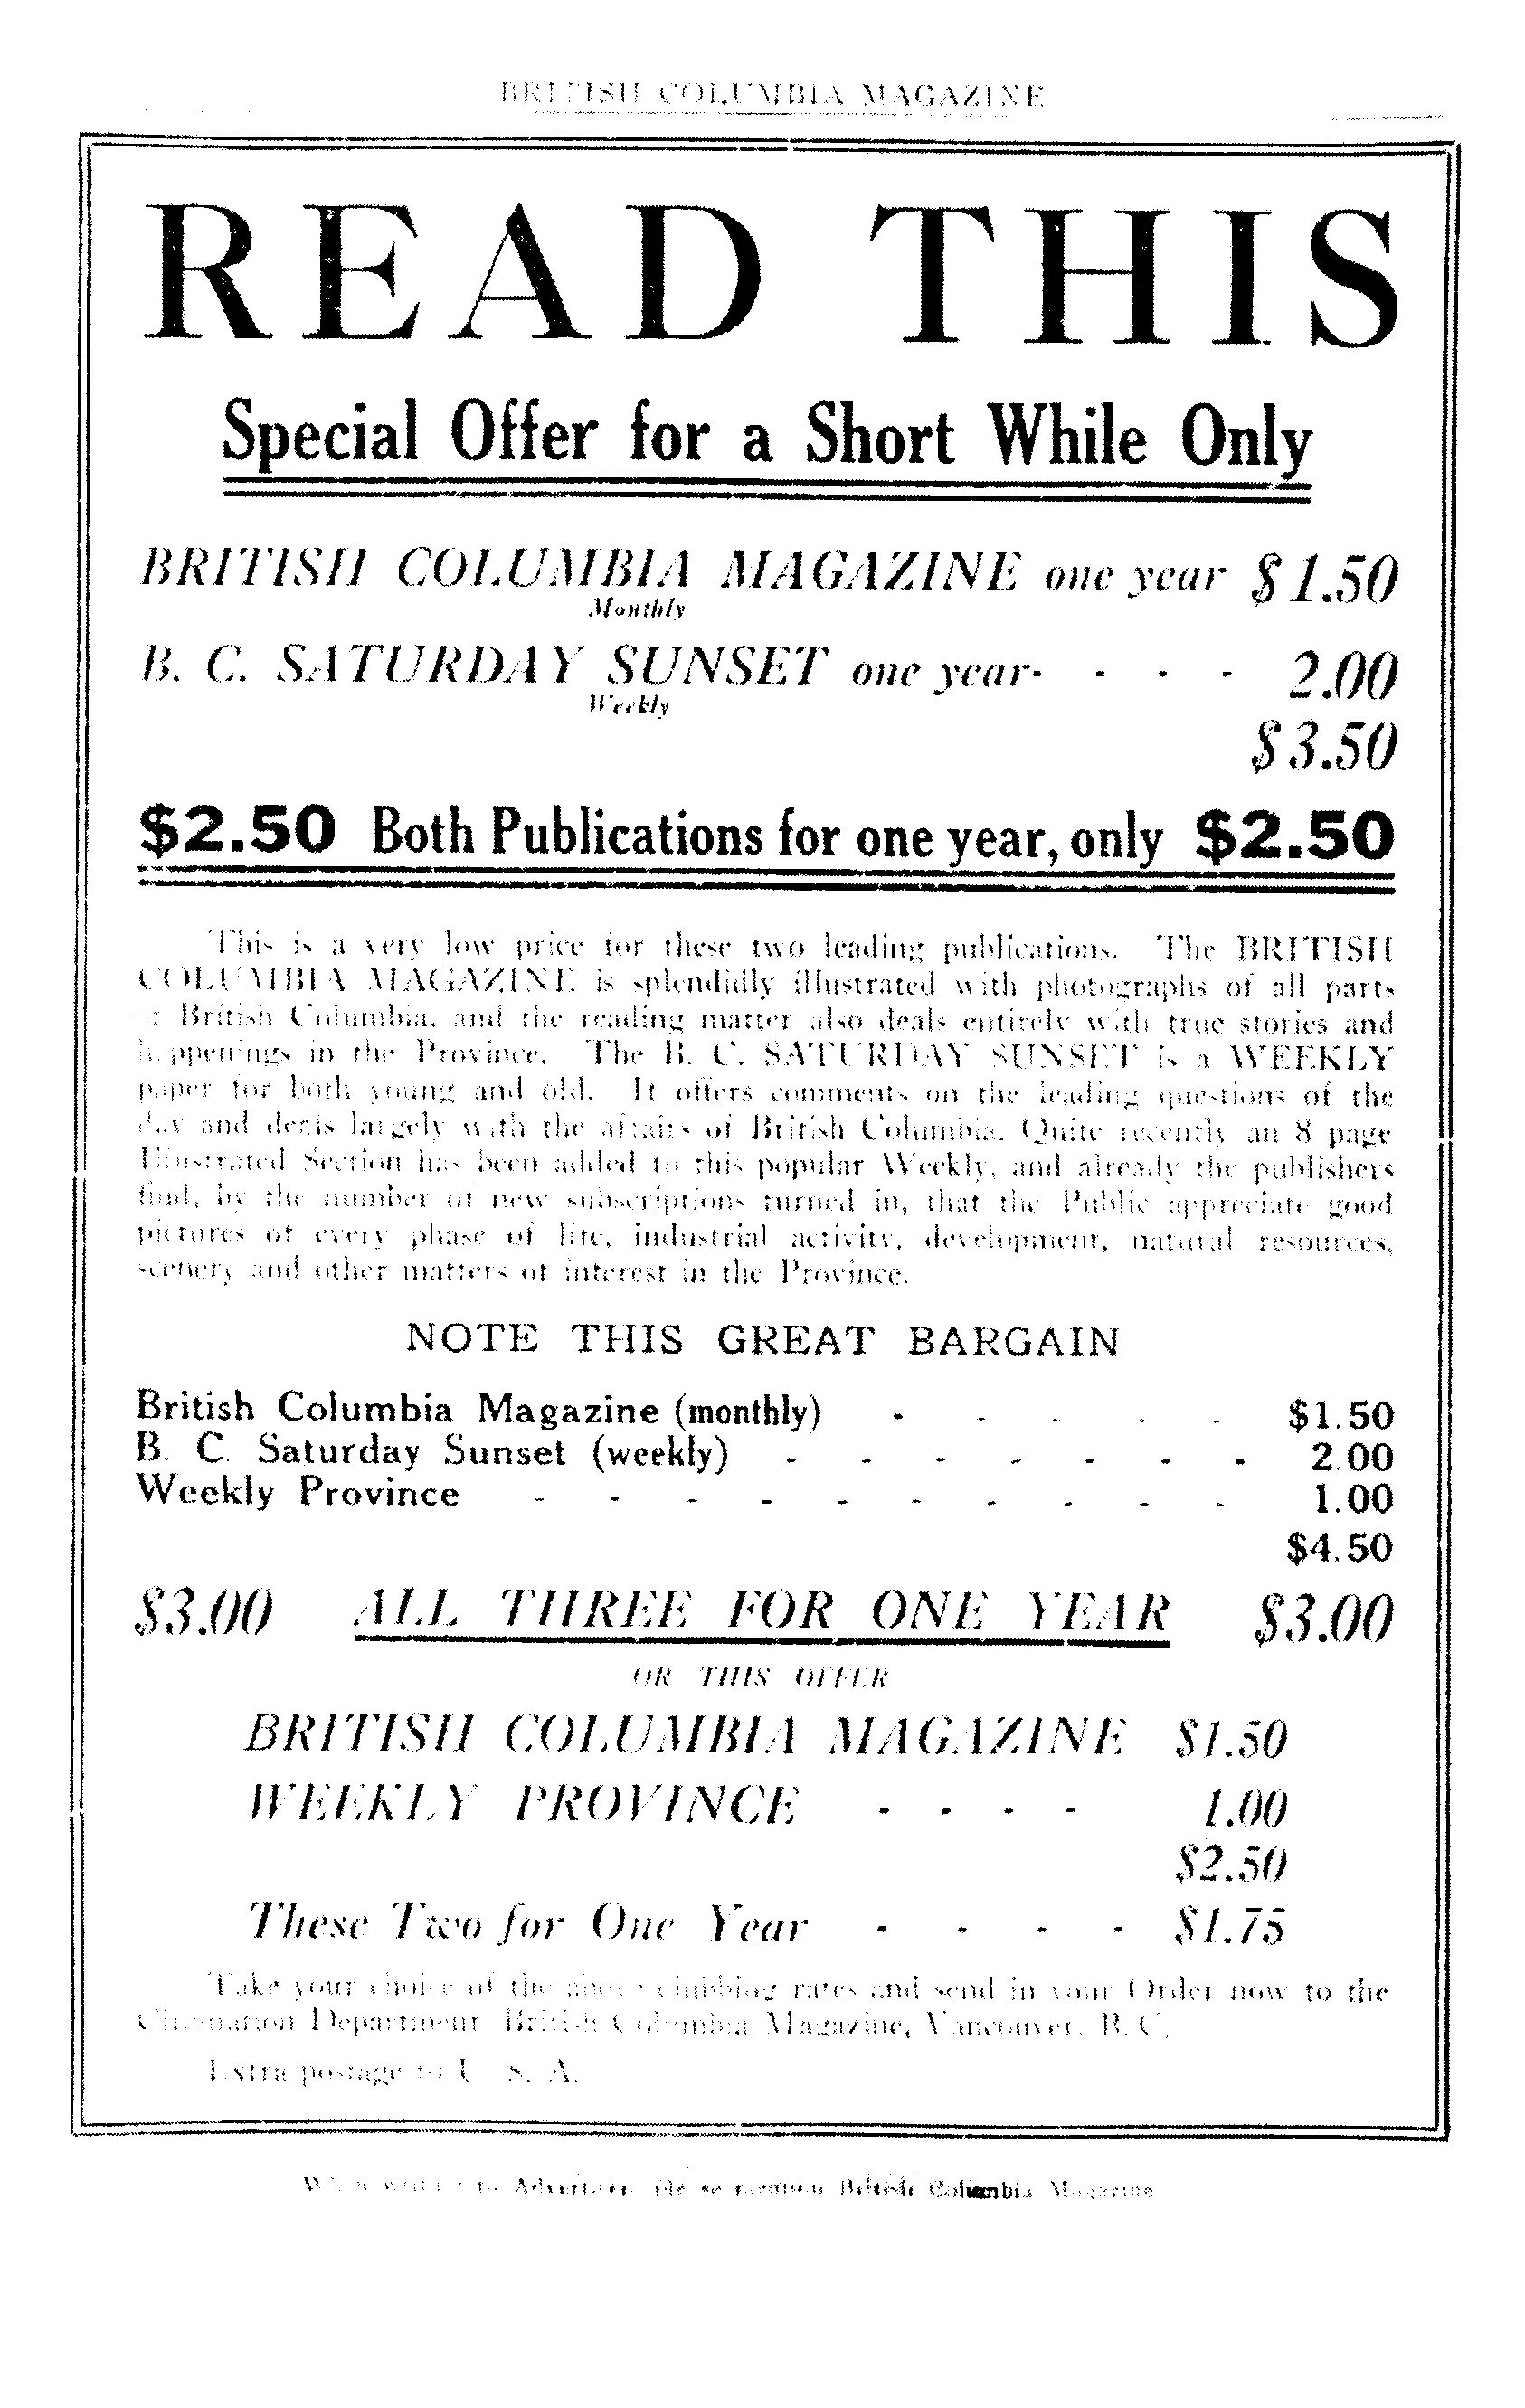 BRITISH COLUMBIA MAGAZINE
READ THIS
Special Offer for a Short While Only
BRITISH COLUMBIA MAGAZINE one year $1.50
Monthly
B. C. SATURDAY SUNSET one year - - - - 2.00
Weekly
$3.50
$2.50 Both Publications for one year, only $2.50
This is a very low price for these two leading publications. The BRITISH
COLUMBIA MAGAZINE is splendidly illustrated with photographs of all parts
of British Columbia, and the reading matter also deals entirely with true stories and
happenings in the Province. The B. C. SATURDAY SUNSET is a WEEKLY
paper for both young and old. It offers comments on the leading questions of the
day and deals largely with the affairs of British Columbia. Quite recently an 8 page
Illustrated Section has been added to this popular Weekly, and already the publishers
find, by the number of new subscriptions turned in, that the Public appreciate good
pictures of every phase of life, industrial activity, development, natural resources,
scenery and other matters of interest in the Province.
NOTE THIS GREAT BARGAIN
British Columbia Magazine (monthly) - - - - - $1.50
B. C. Saturday Sunset (weekly) - - - - - - - 2.00
Weekly Province - - - - - - - - - - 1.00
$4.50
$3.00 ALL THREE FOR ONE YEAR $3.00
OR THIS OFFER
BRITISH COLUMBIA MAGAZINE $1.50
WEEKLY PROVINCE - - - - 1.00
$2.50
These Two for One Year - - - - $1.75
Take your choice of the above clubbing rates and send in your Order now to the
Circulation Department British Columbia Magazine, Vancouver, B. C.
Extra postage to U. S. A.
When writing to Advertisers please mention British Columbia Magazine